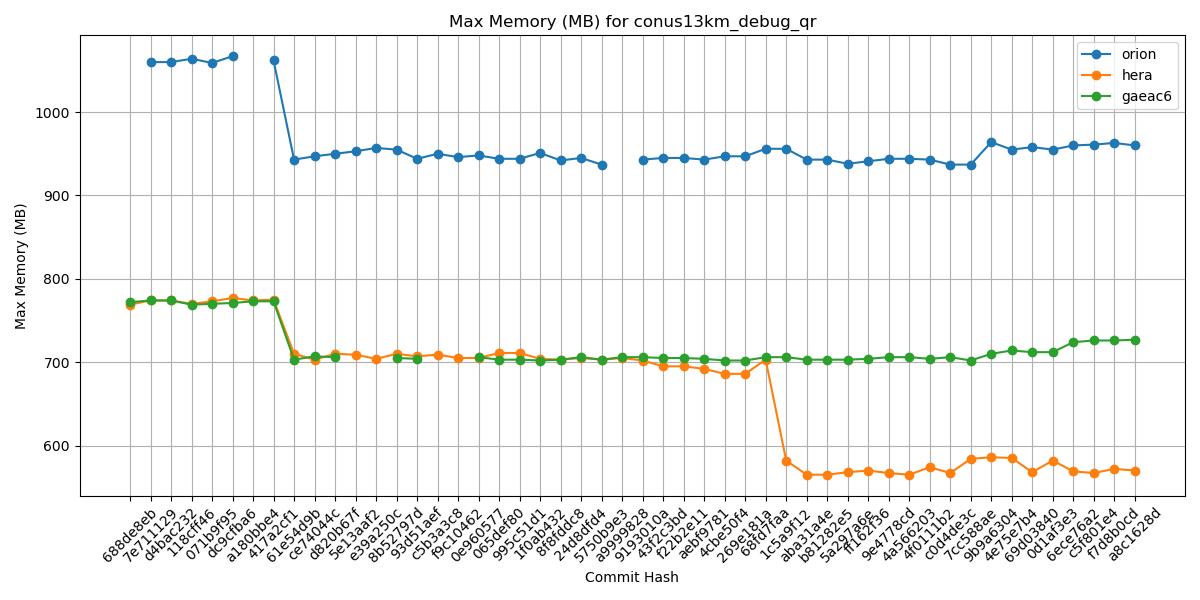 Max Memory (MB) for conus13km_debug_qr
orion
hera
gaeac6
Max Memory (MB)
1000
900
800
700
600
688de8eb
7e711129
d4bac232
118cff46
071b9f95
dc9cfba6
a180bbe4
417a2cf1
61e54d9b
ce74044c
d820b67f
5e13aaf2
e39a250c
8b52797d
93d51aef
c5b3a3c8
f9c10462
0e960577
065def80
995c51d1
1f0ab432
8f6fddc8
24d8dfd4
5750b9e3
a9999828
9193010a
43f2c3bd
f22b2e11
aebf9781
4cbe50f4
269e181a
68fd7faa
1c5a9f12
aba31a4e
b81282e5
5a297a6e
ff162f36
9e4778cd
4a566203
4f0111b2
c0d4de3c
7cc588ae
9b9a6304
4e75e7b4
69d03840
0d1af3e3
6ece76a2
c5f801e4
f7d8b0cd
a8c1628d
Commit Hash